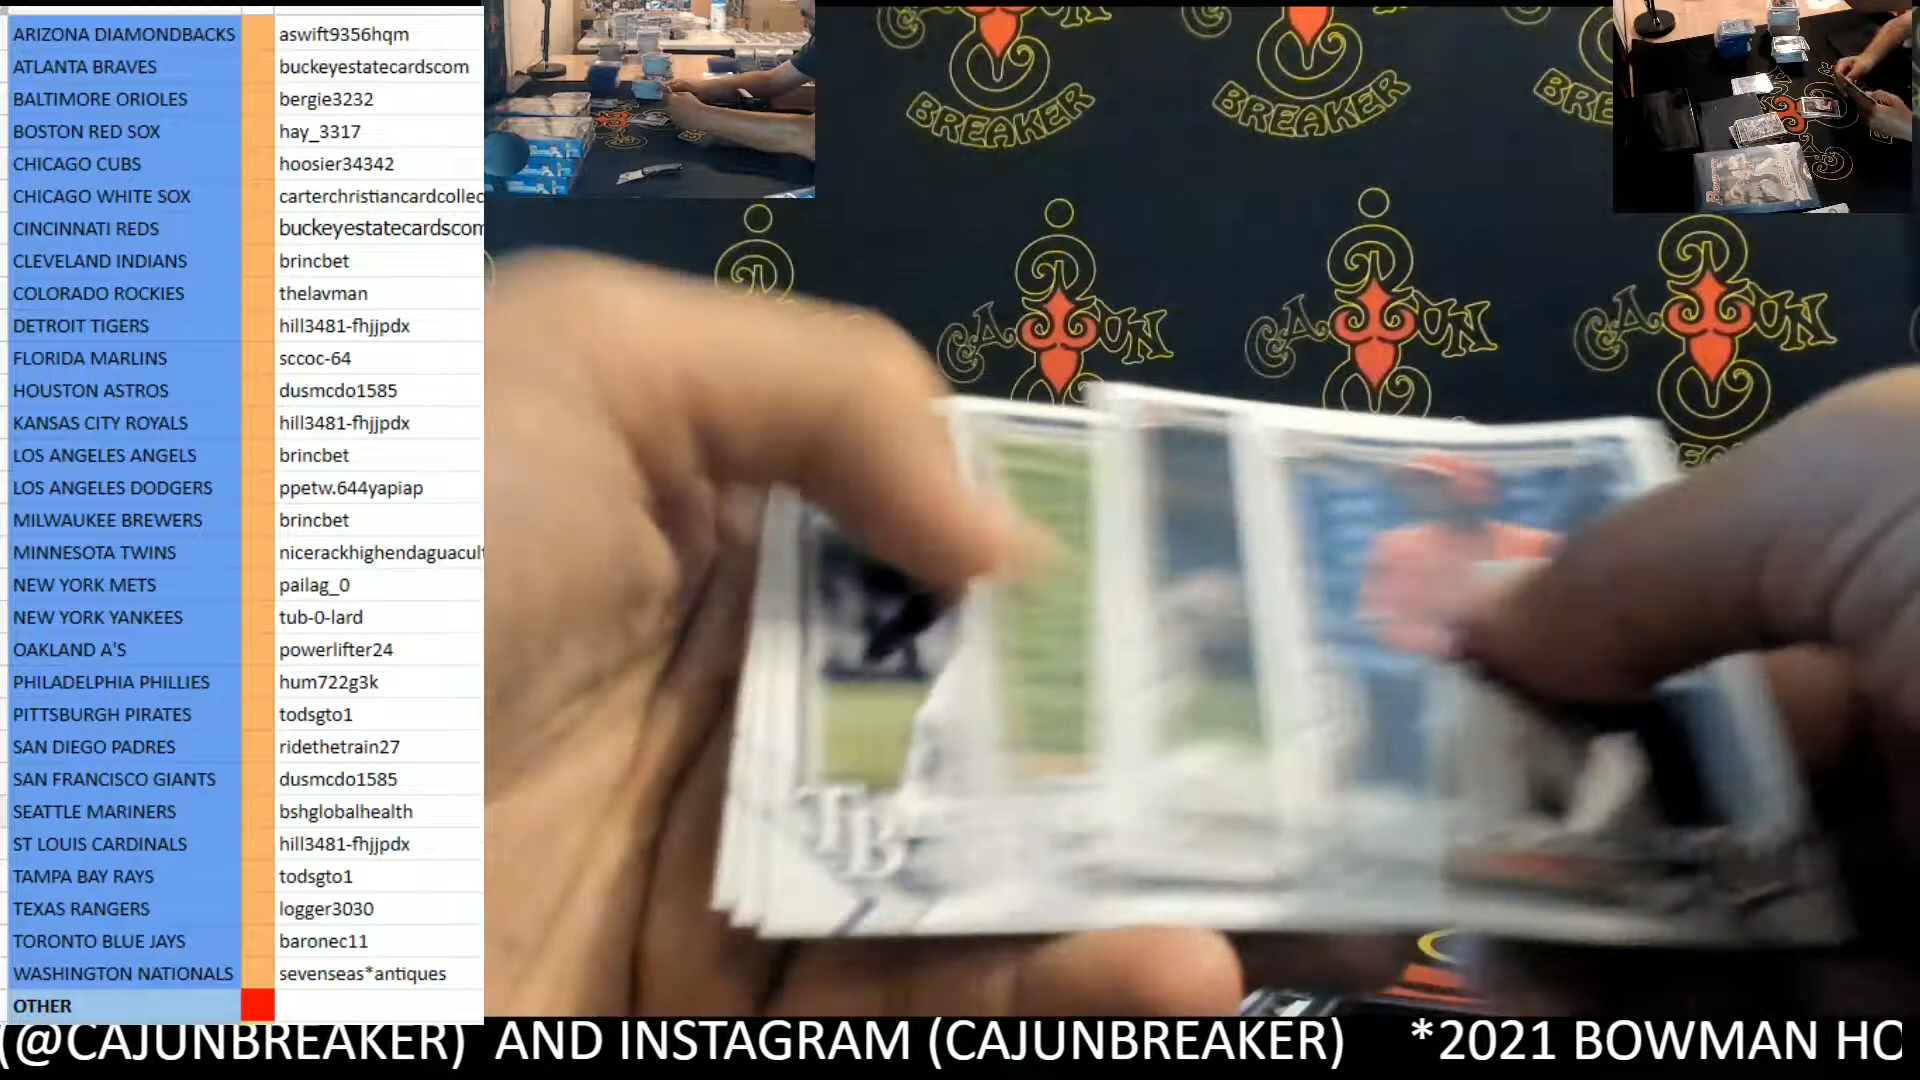 ARIZONA DIAMONDBACKS aswift9356hqm
ATLANTA BRAVES buckeyestatecardscom
BALTIMORE ORIOLES bergie3232
BOSTON RED SOX hay_3317
CHICAGO CUBS hoosier34342
CHICAGO WHITE SOX carterchristiancardcollec
CINCINNATI REDS buckeyestatecardscom
CLEVELAND INDIANS brincbet
COLORADO ROCKIES thelavman
DETROIT TIGERS hill3481-fhjjpdx
FLORIDA MARLINS sccoc-64
HOUSTON ASTROS dusmcdo1585
KANSAS CITY ROYALS hill3481-fhjjpdx
LOS ANGELES ANGELS brincbet
LOS ANGELES DODGERS ppetw.644yapiap
MILWAUKEE BREWERS brincbet
MINNESOTA TWINS nicerackhighendaguacult
NEW YORK METS pailag_0
NEW YORK YANKEES tub-0-lard
OAKLAND A'S powerlifter24
PHILADELPHIA PHILLIES hum722g3k
PITTSBURGH PIRATES todsgto1
SAN DIEGO PADRES ridethetrain27
SAN FRANCISCO GIANTS dusmcdo1585
SEATTLE MARINERS bshglobalhealth
ST LOUIS CARDINALS hill3481-fhjjpdx
TAMPA BAY RAYS todsgto1
TEXAS RANGERS logger3030
TORONTO BLUE JAYS baronec11
WASHINGTON NATIONALS sevenseas*antiques
OTHER
BREAKER BREAKER BRE
CAJUN CAJUN CAJUN
TB
(@CAJUNBREAKER) AND INSTAGRAM (CAJUNBREAKER) *2021 BOWMAN HO